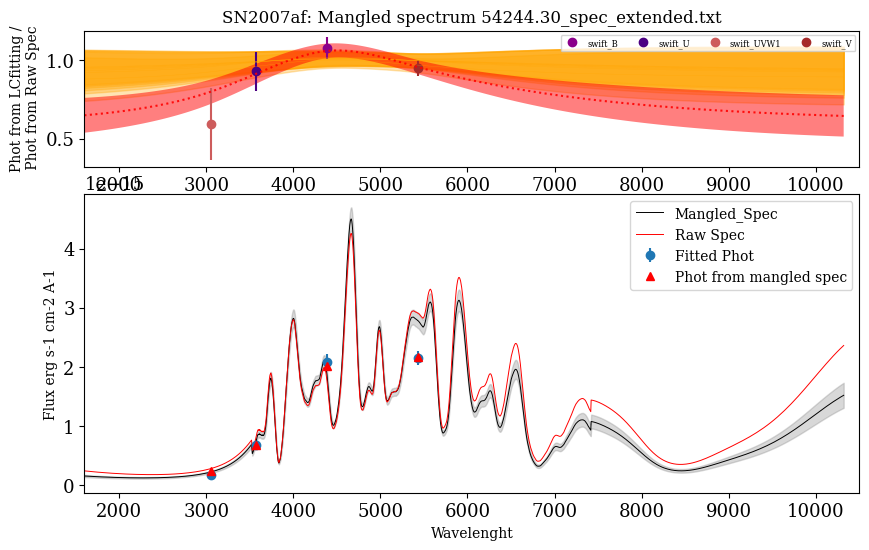 SN2007af: Mangled spectrum 54244.30_spec_extended.txt
Phot from LCfitting /
Phot from Raw Spec
1.0
0.5
swift_B
swift_U
swift_UVW1
swift_V
2000 3000 4000 5000 6000 7000 8000 9000 10000
1e−15
Flux erg s-1 cm-2 A-1
4
3
2
1
0
Mangled_Spec
Raw Spec
Fitted Phot
Phot from mangled spec
2000 3000 4000 5000 6000 7000 8000 9000 10000
Wavelenght